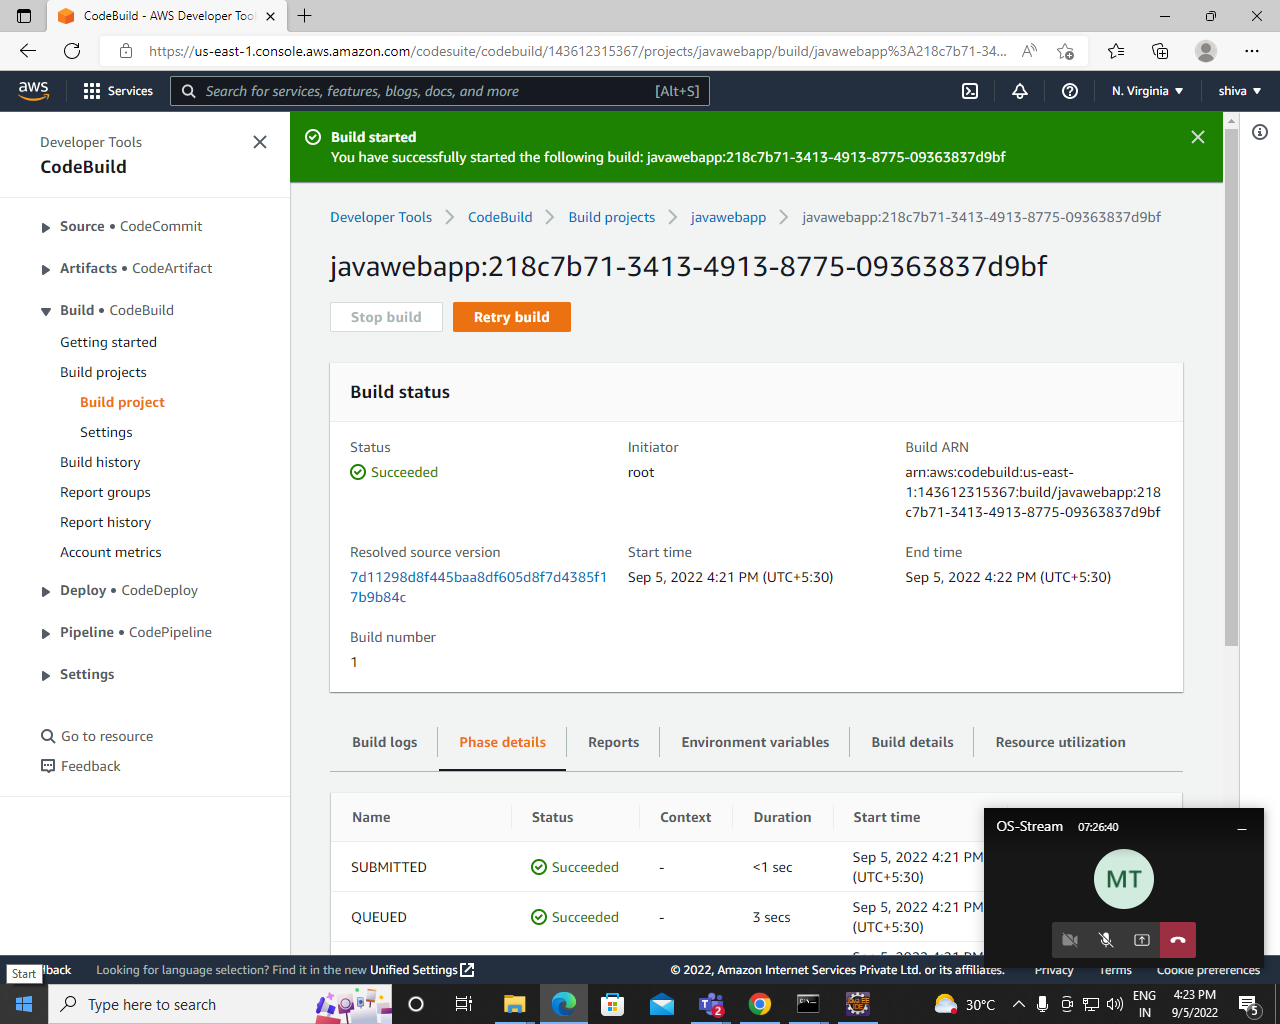 CodeBuild - AWS Developer Tool
https://us-east-1.console.aws.amazon.com/codesuite/codebuild/143612315367/projects/javawebapp/build/javawebapp%3A218c7b71-34...
aws
Services
Search for services, features, blogs, docs, and more
[Alt+S]
N. Virginia
shiva
Developer Tools
CodeBuild
Source • CodeCommit
Artifacts • CodeArtifact
Build • CodeBuild
Getting started
Build projects
Build project
Settings
Build history
Report groups
Report history
Account metrics
Deploy • CodeDeploy
Pipeline • CodePipeline
Settings
Go to resource
Feedback
Build started
You have successfully started the following build: javawebapp:218c7b71-3413-4913-8775-09363837d9bf
Developer Tools
CodeBuild
Build projects
javawebapp
javawebapp:218c7b71-3413-4913-8775-09363837d9bf
javawebapp:218c7b71-3413-4913-8775-09363837d9bf
Stop build
Retry build
Build status
Status
Succeeded
Initiator
root
Build ARN
arn:aws:codebuild:us-east-
1:143612315367:build/javawebapp:218
c7b71-3413-4913-8775-09363837d9bf
Resolved source version
7d11298d8f445baa8df605d8f7d4385f1
7b9b84c
Start time
Sep 5, 2022 4:21 PM (UTC+5:30)
End time
Sep 5, 2022 4:22 PM (UTC+5:30)
Build number
1
Build logs
Phase details
Reports
Environment variables
Build details
Resource utilization
Name Status Context Duration Start time
SUBMITTED Succeeded - <1 sec Sep 5, 2022 4:21 PM
(UTC+5:30)
QUEUED Succeeded - 3 secs Sep 5, 2022 4:21 PM
(UTC+5:30)
OS-Stream 07:26:40
MT
Start
back
Looking for language selection? Find it in the new Unified Settings
© 2022, Amazon Internet Services Private Ltd. or its affiliates.
Privacy
Terms
Cookie preferences
Type here to search
2
30°C
ENG
IN
4:23 PM
9/5/2022
5